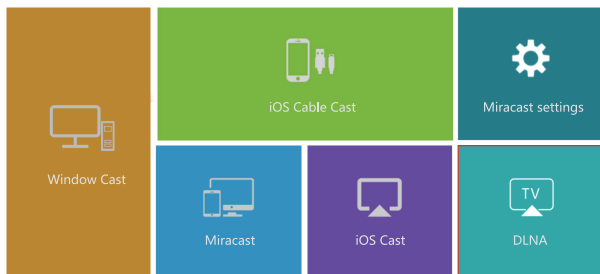 Window Cast
iOS Cable Cast
Miracast settings
Miracast
iOS Cast
TV
DLNA